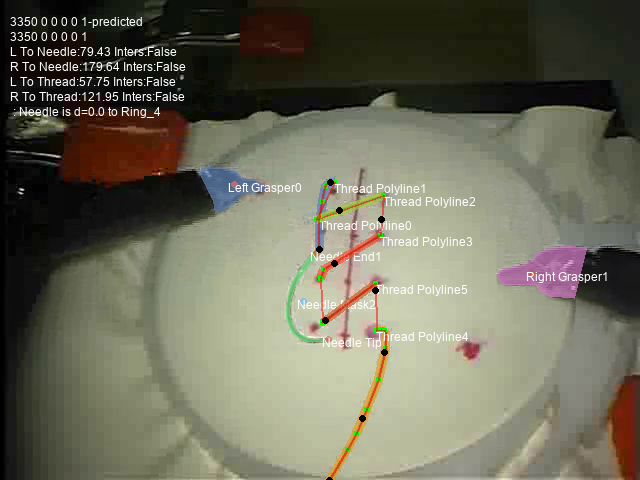 3350 0 0 0 0 1-predicted
3350 0 0 0 0 1
L To Needle:79.43 Inters:False
R To Needle:179.64 Inters:False
L To Thread:57.75 Inters:False
R To Thread:121.95 Inters:False
: Needle is d=0.0 to Ring_4
Left Grasper0
Thread Polyline1
Thread Polyline2
Thread Polyline0
Thread Polyline3
Needle End1
Right Grasper1
Thread Polyline5
Needle Mask2
Thread Polyline4
Needle Tip